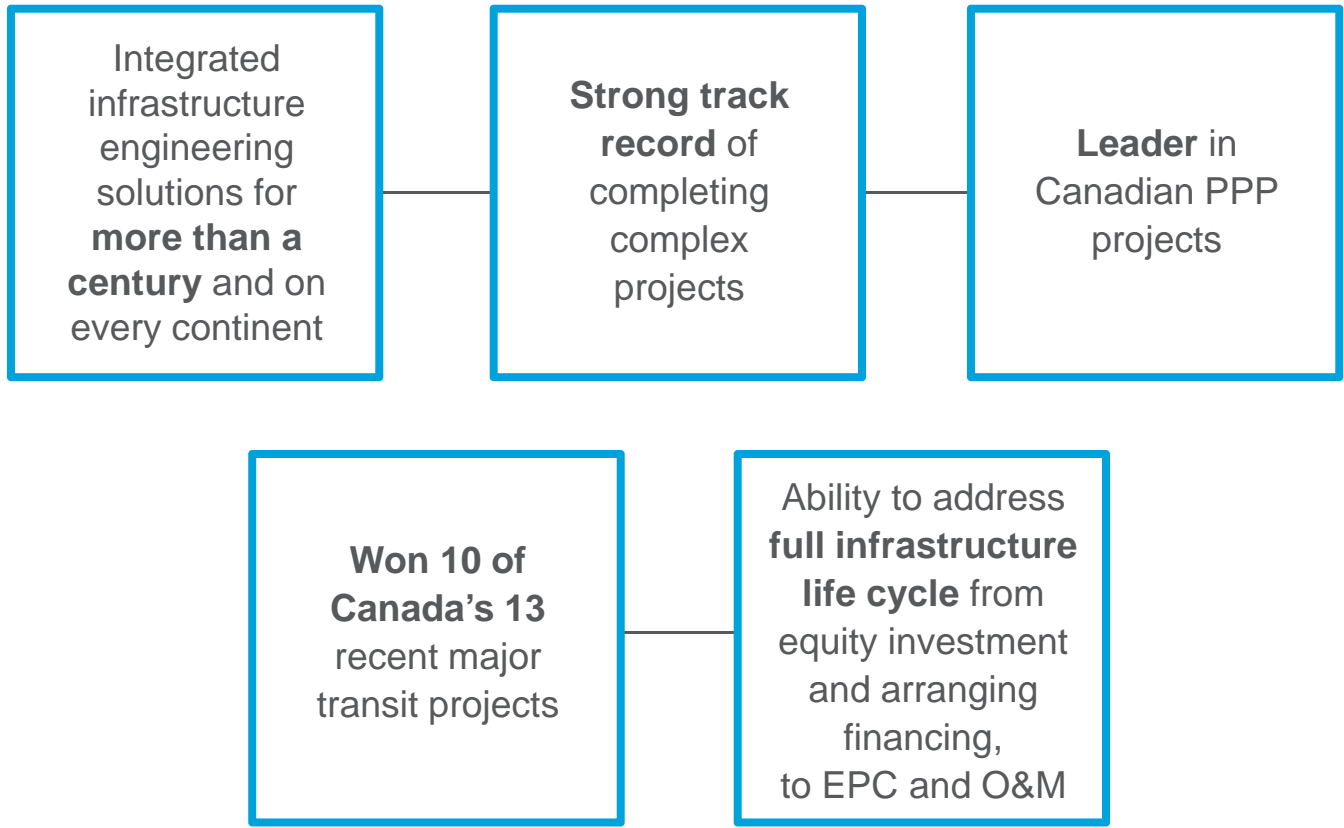 Integrated
infrastructure
engineering
solutions for
more than a
century and on
every continent
Strong track
record of
completing
complex
projects
Leader in
Canadian PPP
projects
Won 10 of
Canada’s 13
recent major
transit projects
Ability to address
full infrastructure
life cycle from
equity investment
and arranging
financing,
to EPC and O&M